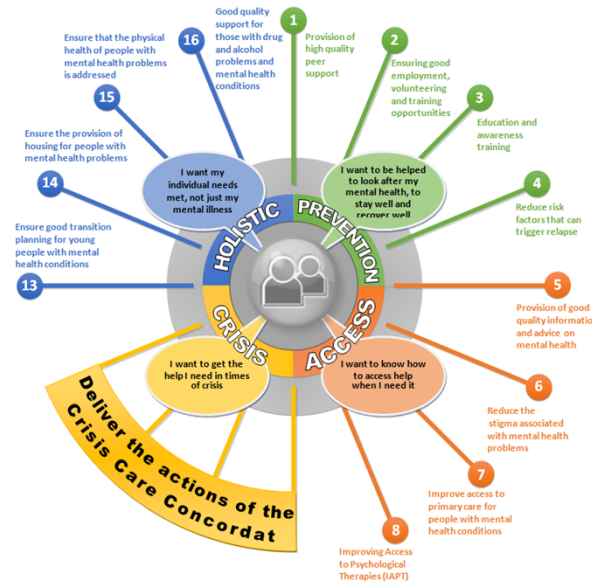 1
Provision of
high quality
peer
support
2
Ensuring good
employment,
volunteering
and training
opportunities
3
Education and
awareness
training
4
Reduce risk
factors that can
trigger relapse
5
Provision of good
quality information
and advice on
mental health
6
Reduce the
stigma associated
with mental health
problems
7
Improve access to
primary care for
people with mental
health conditions
8
Improving Access
to Psychological
Therapies (IAPT)
Deliver the actions of the
Crisis Care Concordat
13
Ensure good transition
planning for young
people with mental
health conditions
14
Ensure the provision of
housing for people with
mental health problems
15
Ensure that the physical
health of people with
mental health problems
is addressed
16
Good quality
support for
those with drug
and alcohol
problems and
mental health
conditions
I want my
individual needs
met, not just my
mental illness
HOLISTIC
I want to be helped
to look after my
mental health, to
stay well and
recover well
PREVENTION
I want to get the
help I need in times
of crisis
CRISIS
I want to know how
to access help
when I need it
ACCESS